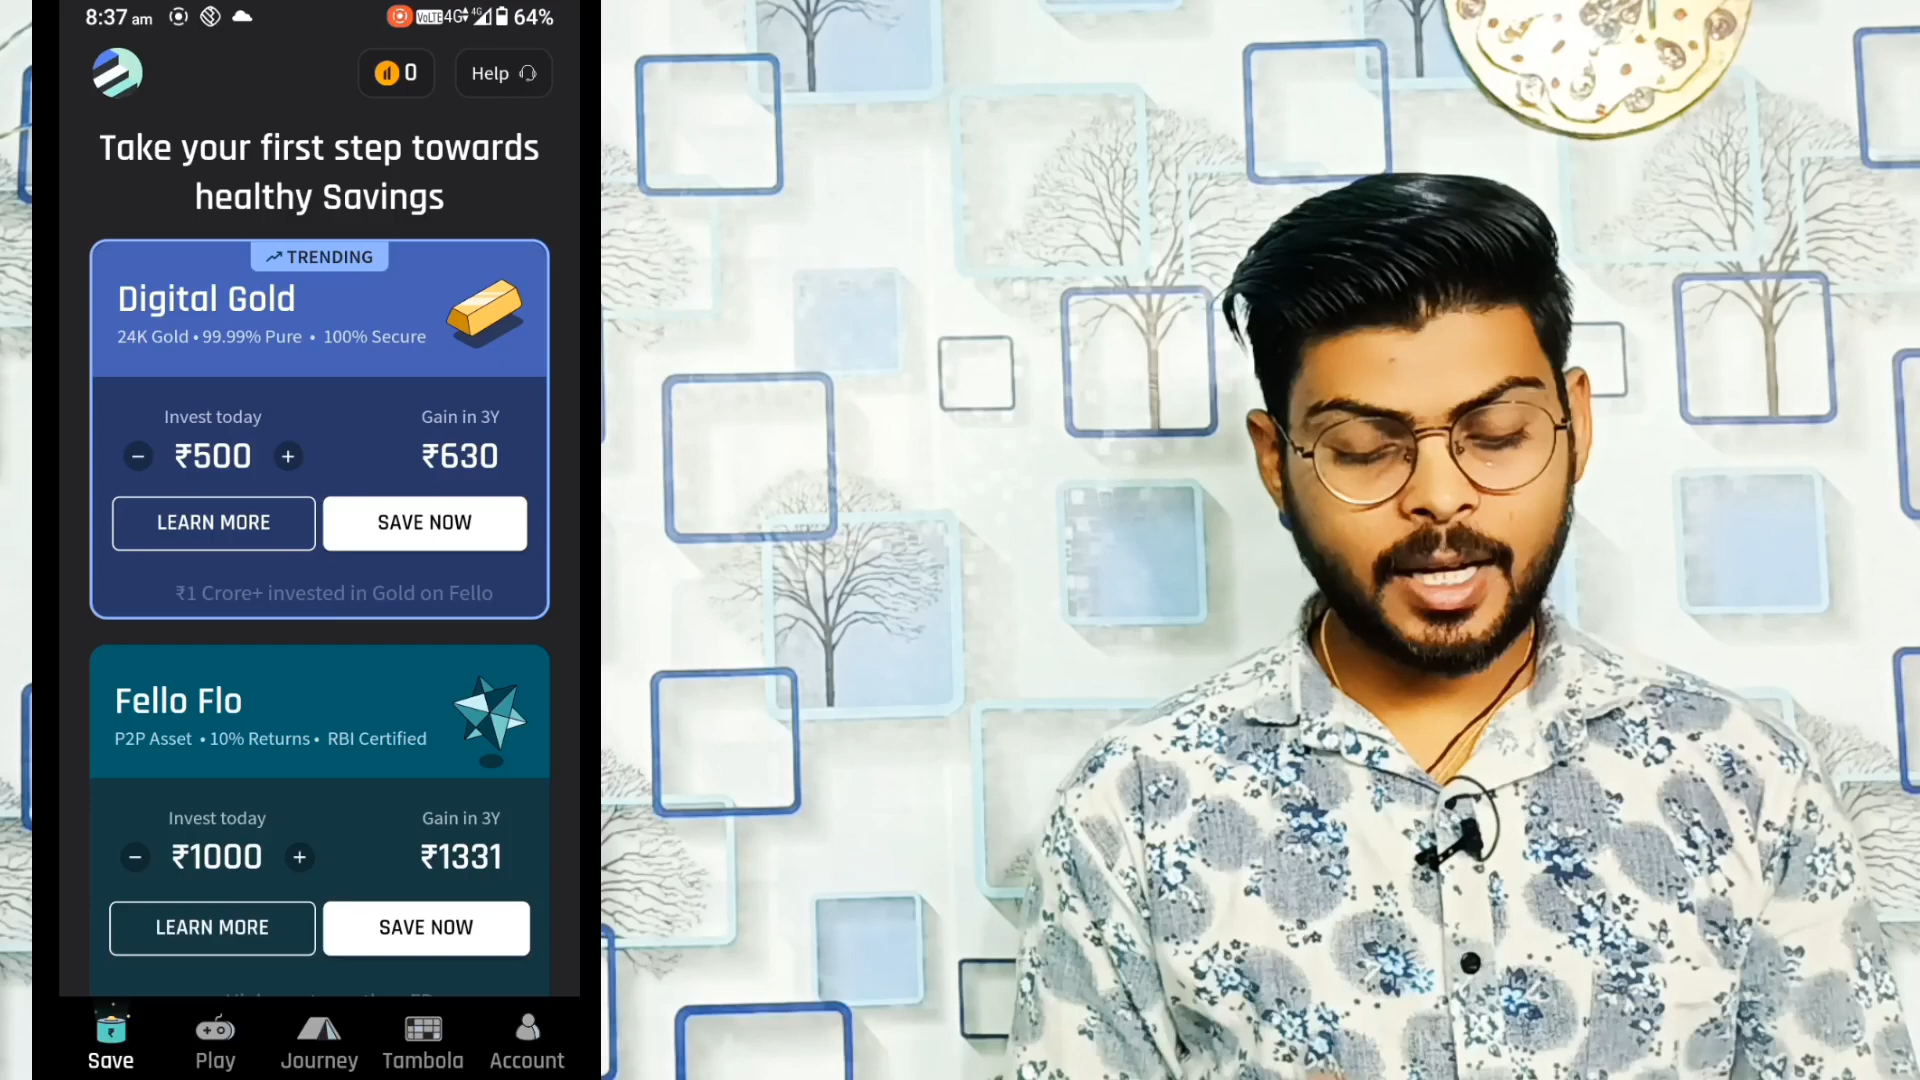 8:37 am VoLTE 4G 4G 64%
0 Help
Take your first step towards
healthy Savings
TRENDING
Digital Gold
24K Gold • 99.99% Pure • 100% Secure
Invest today Gain in 3Y
− ₹500 + ₹630
LEARN MORE SAVE NOW
₹1 Crore+ invested in Gold on Fello
Fello Flo
P2P Asset • 10% Returns • RBI Certified
Invest today Gain in 3Y
− ₹1000 + ₹1331
LEARN MORE SAVE NOW
Save Play Journey Tambola Account